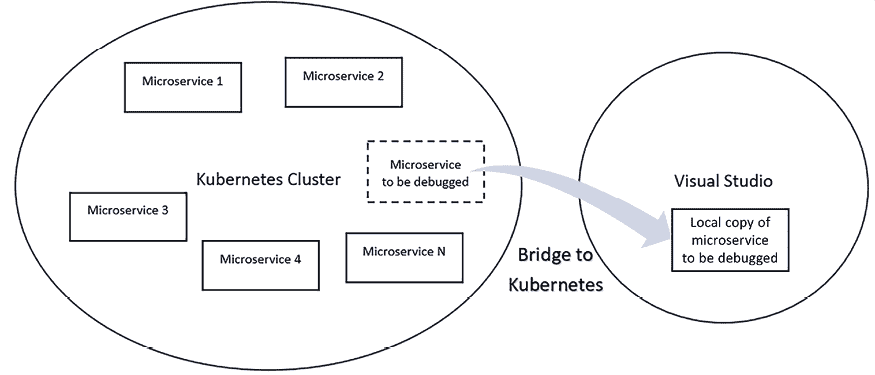 Microservice 1
Microservice 2
Microservice
to be debugged
Kubernetes Cluster
Microservice 3
Microservice 4
Microservice N
Bridge to
Kubernetes
Visual Studio
Local copy of
microservice
to be debugged